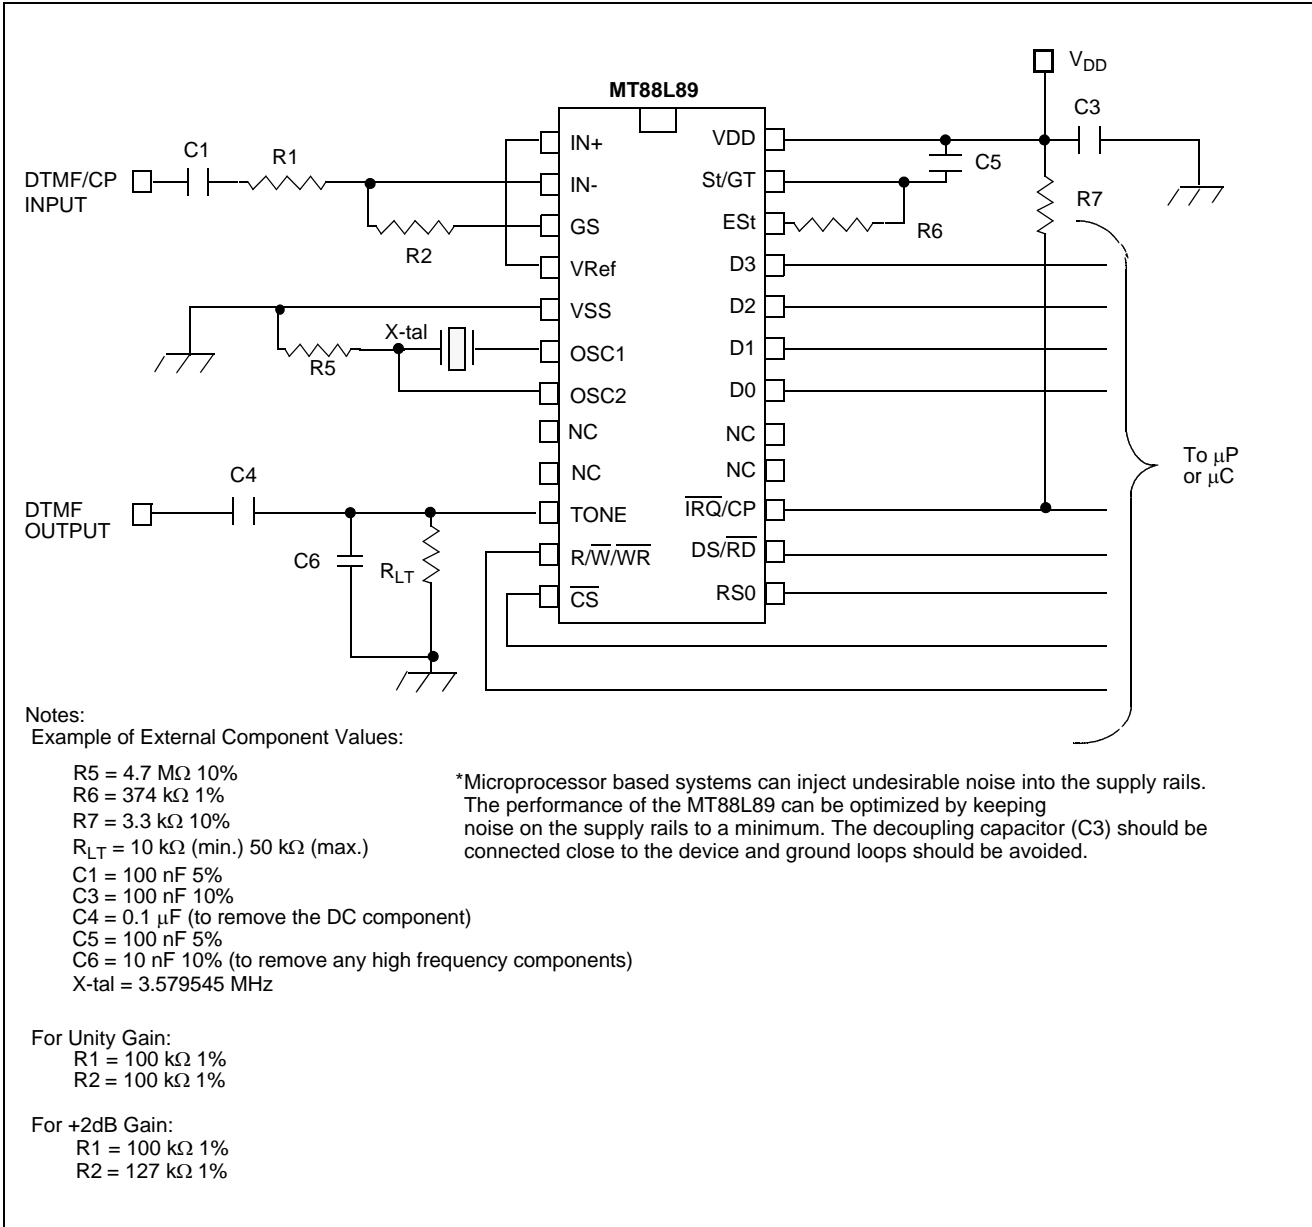 MT88L89
V_DD
C3
C1
R1
DTMF/CP
INPUT
R2
IN+
IN-
GS
VRef
VSS
OSC1
OSC2
NC
NC
TONE
R/W̅/W̅R̅
C̅S̅
VDD
St/GT
ESt
D3
D2
D1
D0
NC
NC
I̅R̅Q̅/CP
DS/R̅D̅
RS0
C5
R6
R7
X-tal
R5
C4
DTMF
OUTPUT
C6
R_LT
To μP
or μC
Notes:
Example of External Component Values:
R5 = 4.7 MΩ 10%
R6 = 374 kΩ 1%
R7 = 3.3 kΩ 10%
R_LT = 10 kΩ (min.) 50 kΩ (max.)
C1 = 100 nF 5%
C3 = 100 nF 10%
C4 = 0.1 μF (to remove the DC component)
C5 = 100 nF 5%
C6 = 10 nF 10% (to remove any high frequency components)
X-tal = 3.579545 MHz
*Microprocessor based systems can inject undesirable noise into the supply rails.
The performance of the MT88L89 can be optimized by keeping
noise on the supply rails to a minimum. The decoupling capacitor (C3) should be
connected close to the device and ground loops should be avoided.
For Unity Gain:
R1 = 100 kΩ 1%
R2 = 100 kΩ 1%
For +2dB Gain:
R1 = 100 kΩ 1%
R2 = 127 kΩ 1%